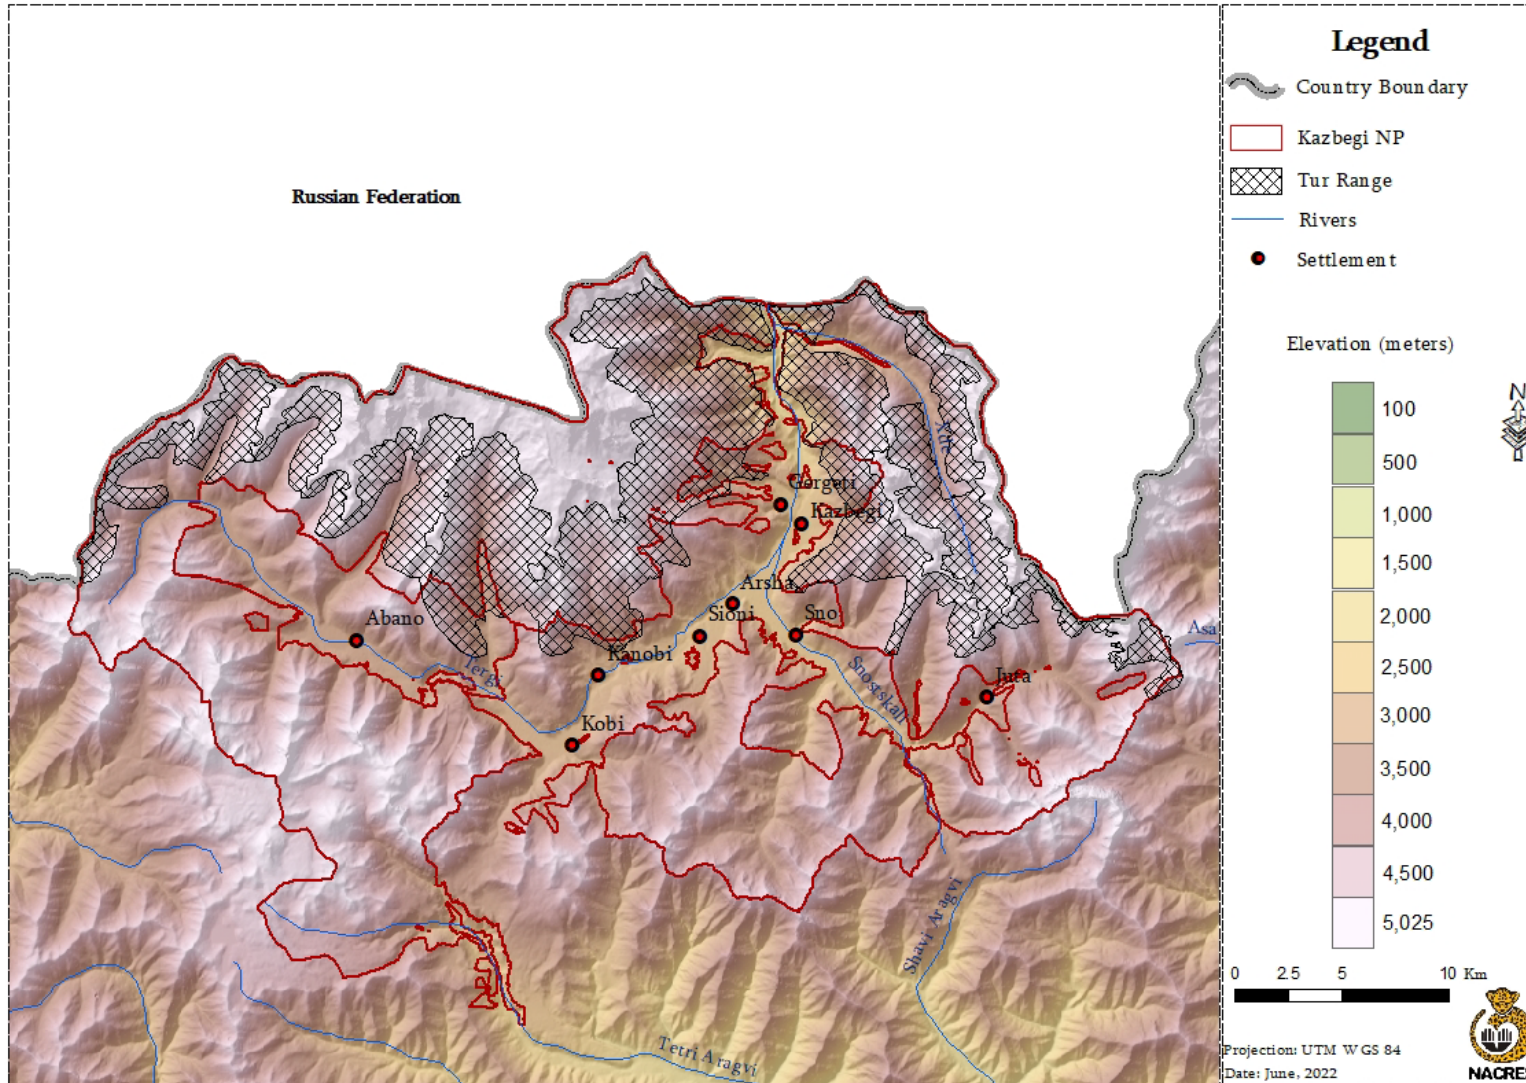 Russian Federation
Gergeti
Kazbegi
Arsha
Sioni
Sno
Abano
Kanobi
Tergi
Snostskali
Juta
Kobi
Asa
Shavi Aragvi
Tetri Aragvi
Legend
Country Boundary
Kazbegi NP
Tur Range
Rivers
Settlement
Elevation (meters)
N
100
500
1,000
1,500
2,000
2,500
3,000
3,500
4,000
4,500
5,025
0 2.5 5 10 Km
Projection: UTM WGS 84
Date: June, 2022
NACRES